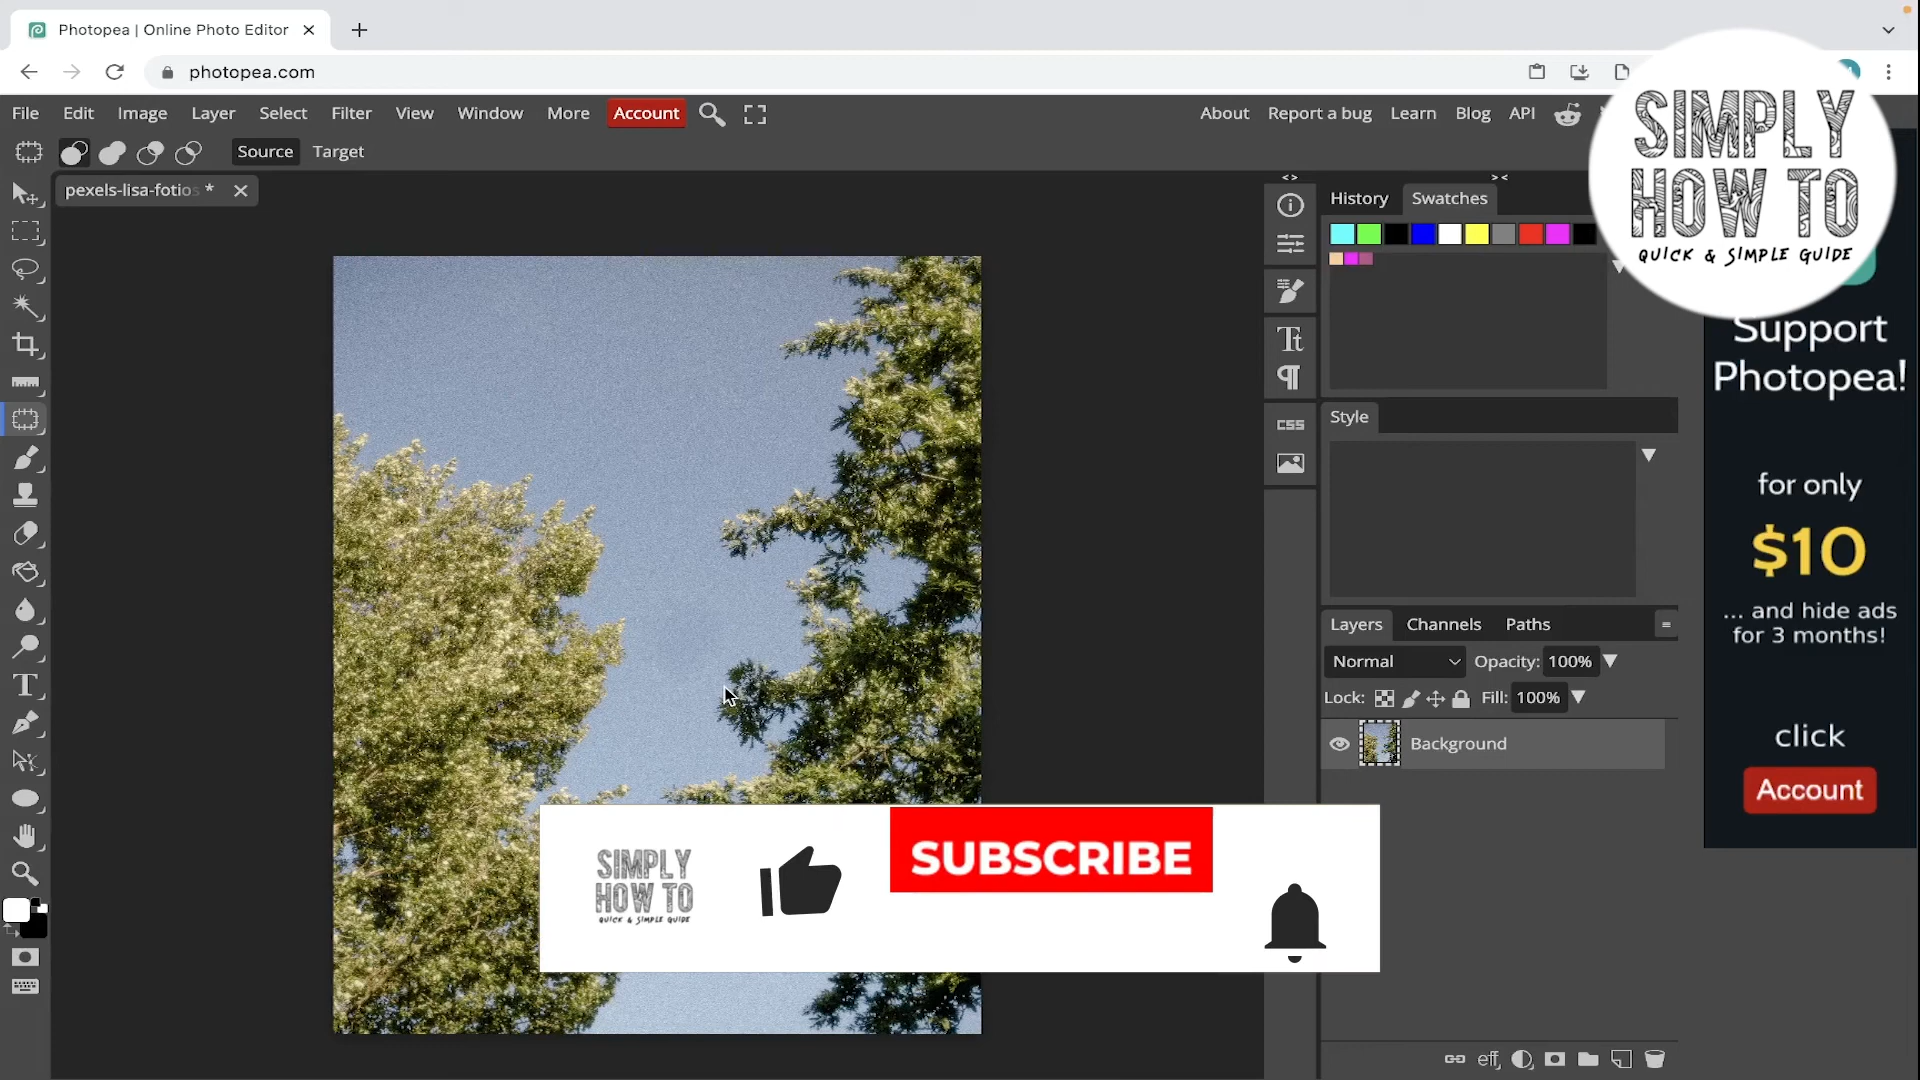 Photopea | Online Photo Editor
photopea.com
File Edit Image Layer Select Filter View Window More Account
About Report a bug Learn Blog API
Source Target
pexels-lisa-fotios *
History Swatches
Style
Tt
CSS
Layers Channels Paths
Normal Opacity: 100%
Lock: Fill: 100%
Background
eff
T
SIMPLY
HOW TO
QUICK & SIMPLE GUIDE
Support
Photopea!
for only
$10
... and hide ads
for 3 months!
click
Account
SIMPLY
HOW TO
QUICK & SIMPLE GUIDE
SUBSCRIBE